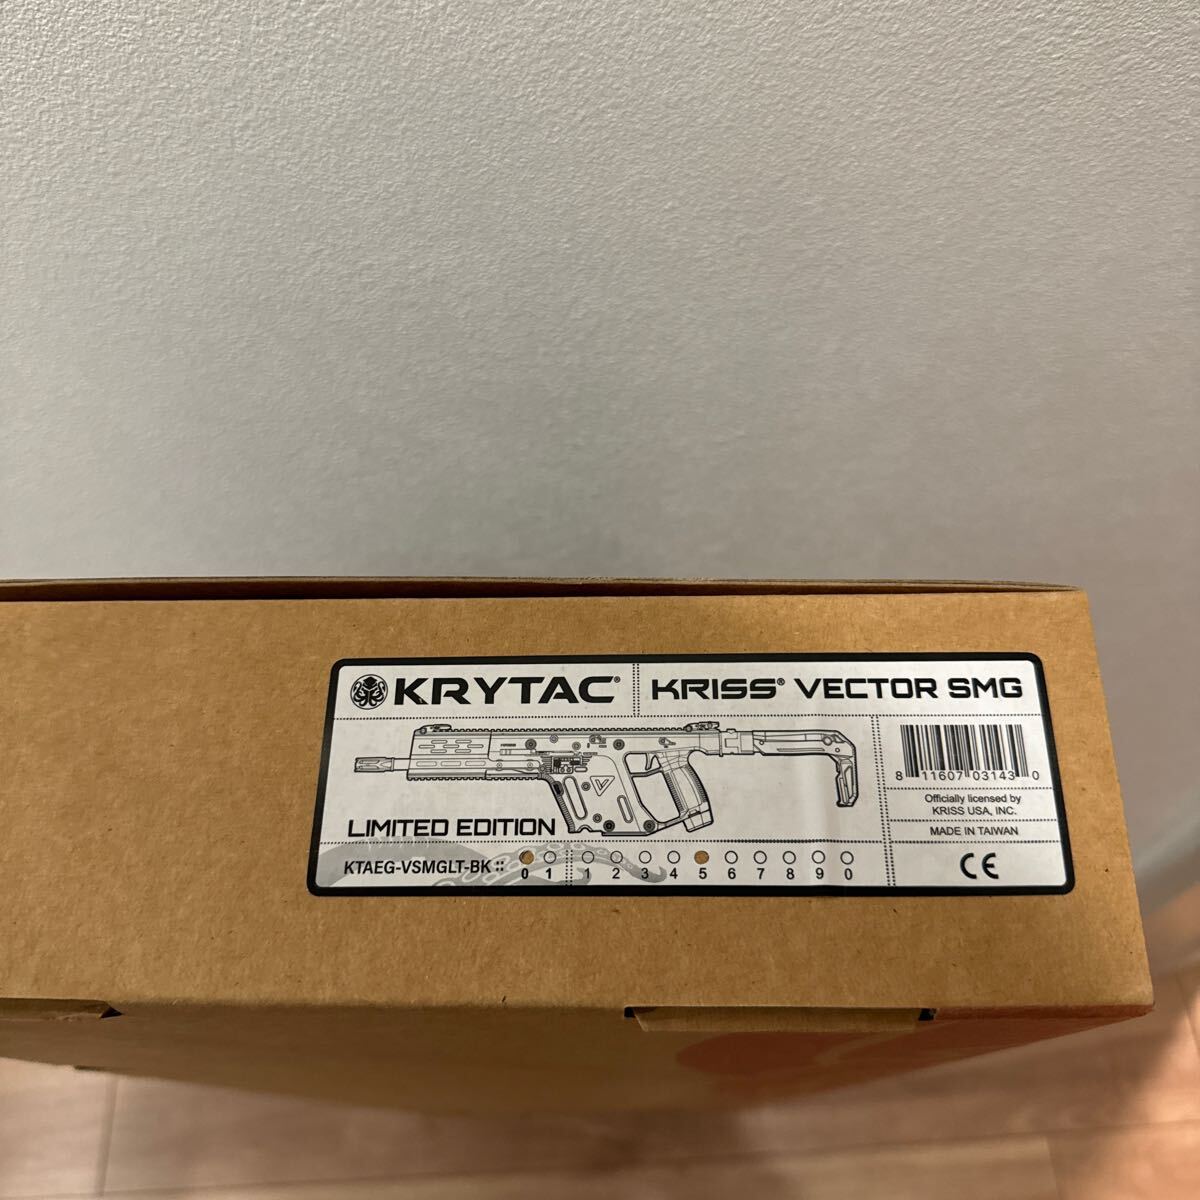 KRYTAC®
KRISS® VECTOR SMG
LIMITED EDITION
8 11607 03143 0
Officially licensed by
KRISS USA, INC.
MADE IN TAIWAN
KTAEG-VSMGLT-BK ::
0 1 1 2 3 4 5 6 7 8 9 0
CE